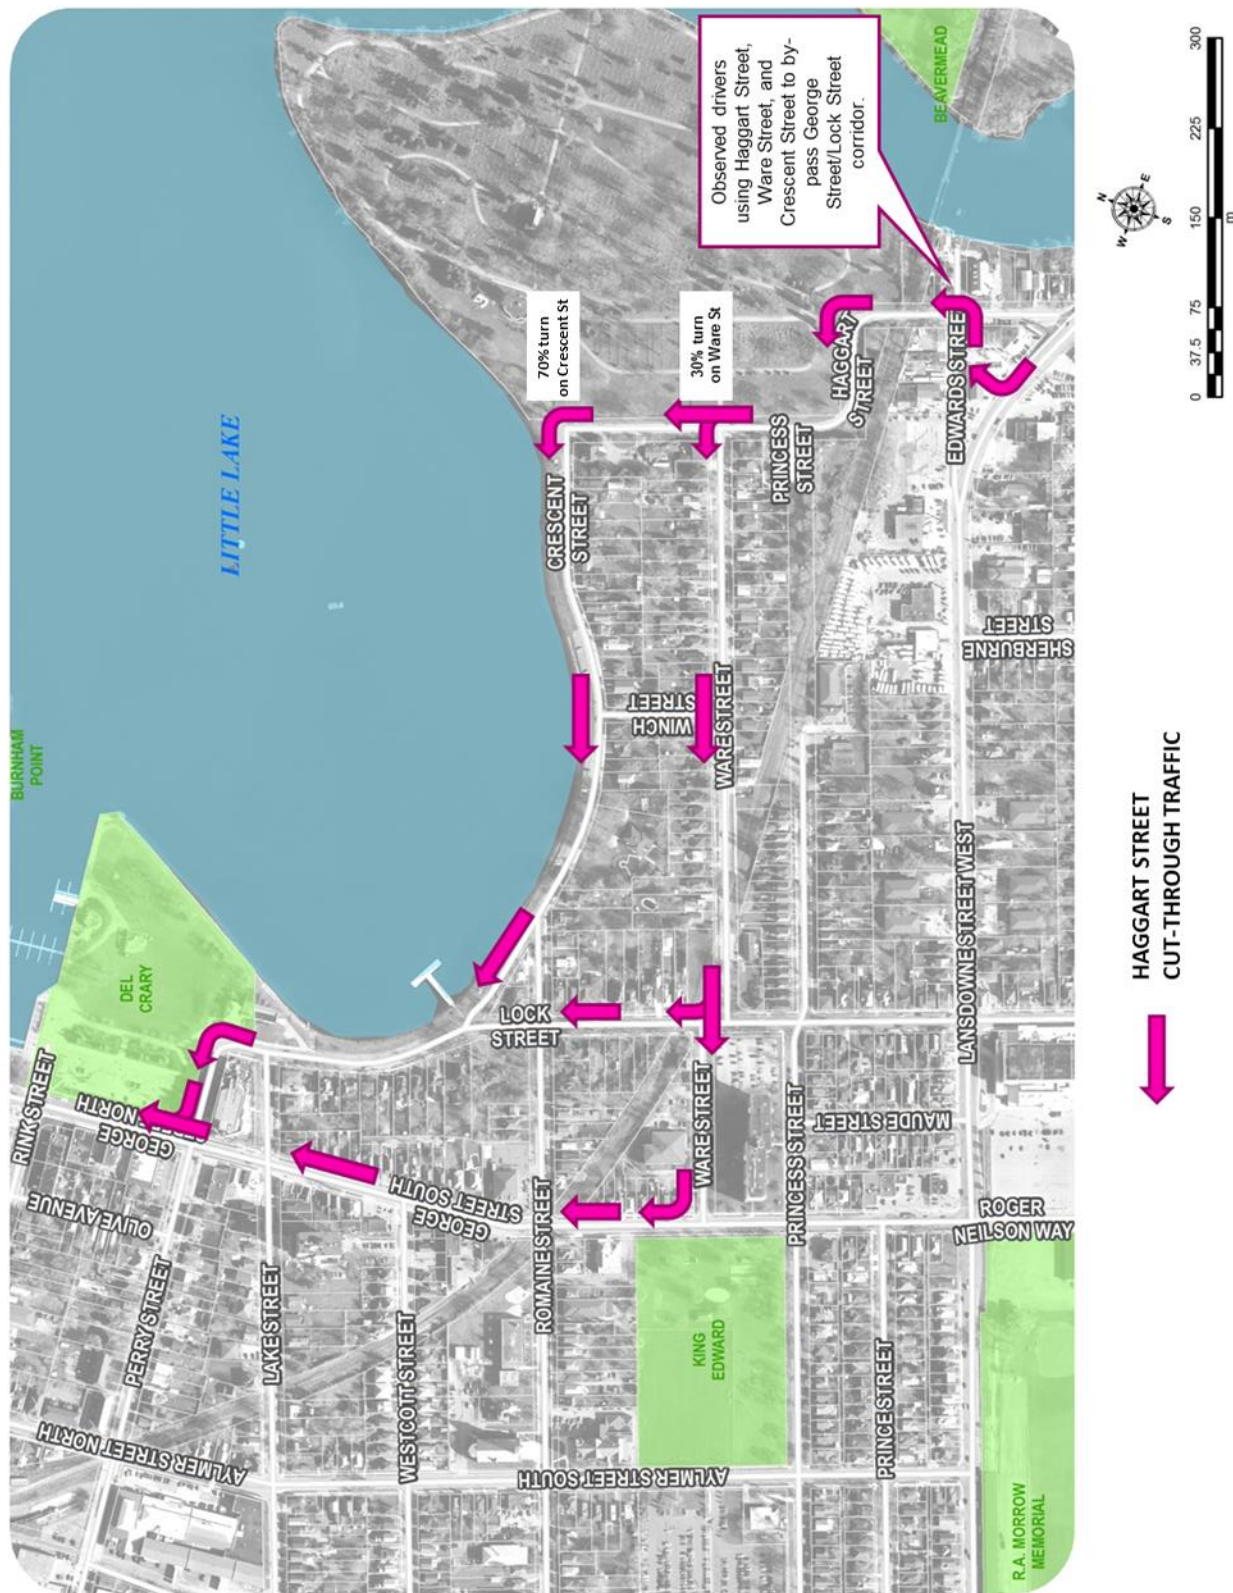 BURNHAM
POINT
BEAVERMEAD
Observed drivers
using Haggart Street,
Ware Street, and
Crescent Street to by-
pass George
Street/Lock Street
corridor.
LITTLE LAKE
70% turn
on Crescent St
30% turn
on Ware St
HAGGART
STREET
EDWARDS STREET
PRINCESS
STREET
CRESCENT
STREET
WINCH
STREET
WARE STREET
SHERBURNE
STREET
LANSDOWNE STREET WEST
DEL
CRARY
LOCK
STREET
RINK STREET
GEORGE
STREET NORTH
OLIVE AVENUE
PERRY STREET
LAKE STREET
GEORGE
STREET SOUTH
WESTCOTT STREET
ROMAINE STREET
WARE STREET
PRINCESS STREET
MAUDE STREET
ROGER
NEILSON WAY
KING
EDWARD
PRINCE STREET
AYLMER STREET NORTH
AYLMER STREET SOUTH
R.A. MORROW
MEMORIAL
HAGGART STREET
CUT-THROUGH TRAFFIC
N
E
S
W
0 37.5 75 150 225 300
m